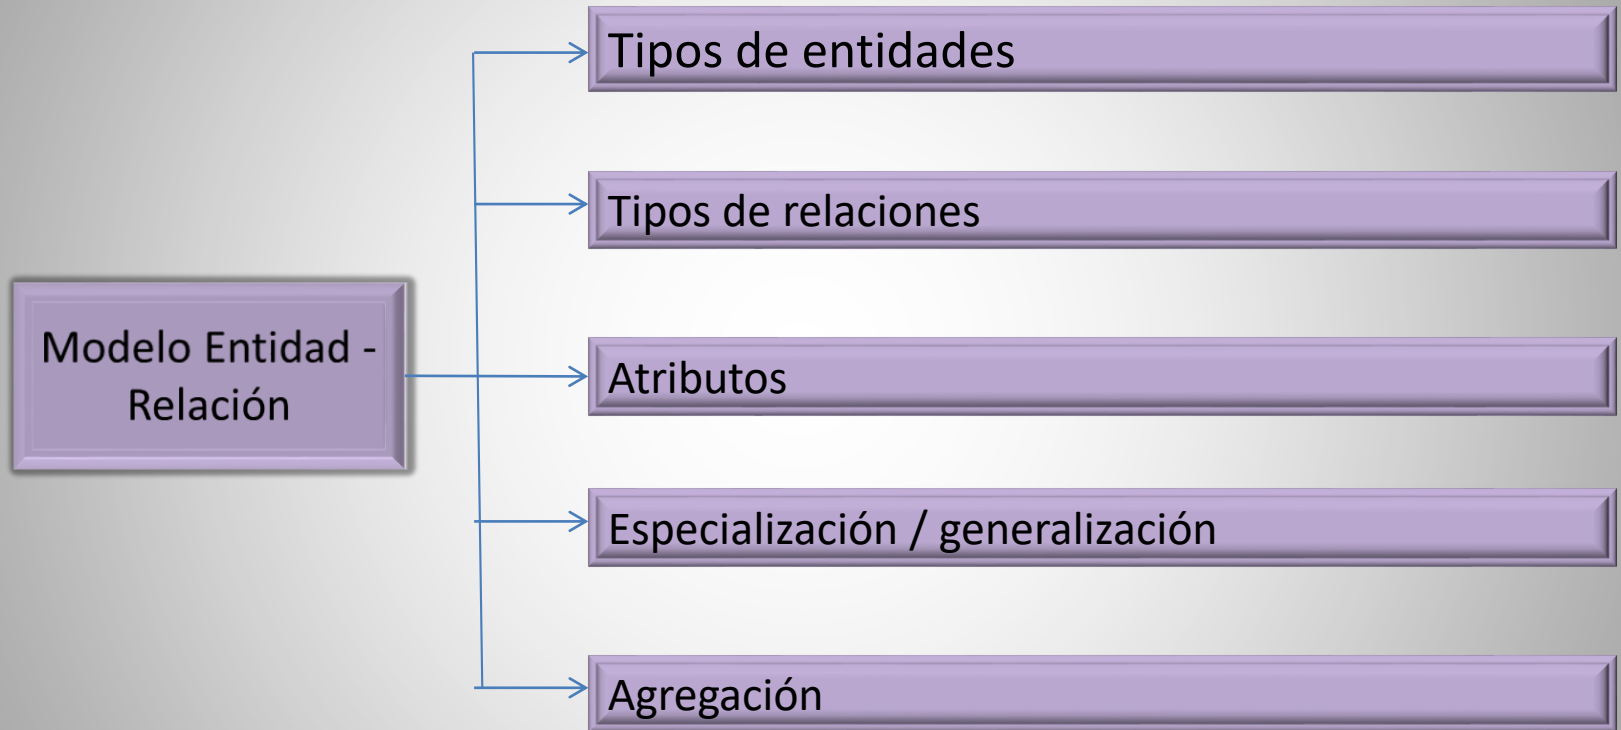 Tipos de entidades
Tipos de relaciones
Modelo Entidad -
Relación
Atributos
Especialización / generalización
Agregación